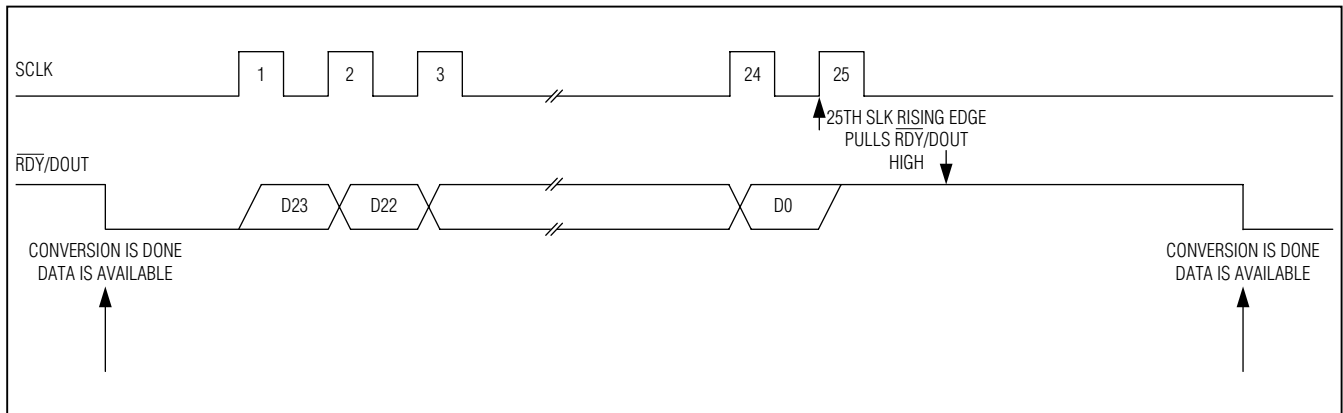 SCLK
1
2
3
24
25
25TH SLK RISING EDGE
PULLS RDY/DOUT
HIGH
RDY/DOUT
D23
D22
D0
CONVERSION IS DONE
DATA IS AVAILABLE
CONVERSION IS DONE
DATA IS AVAILABLE